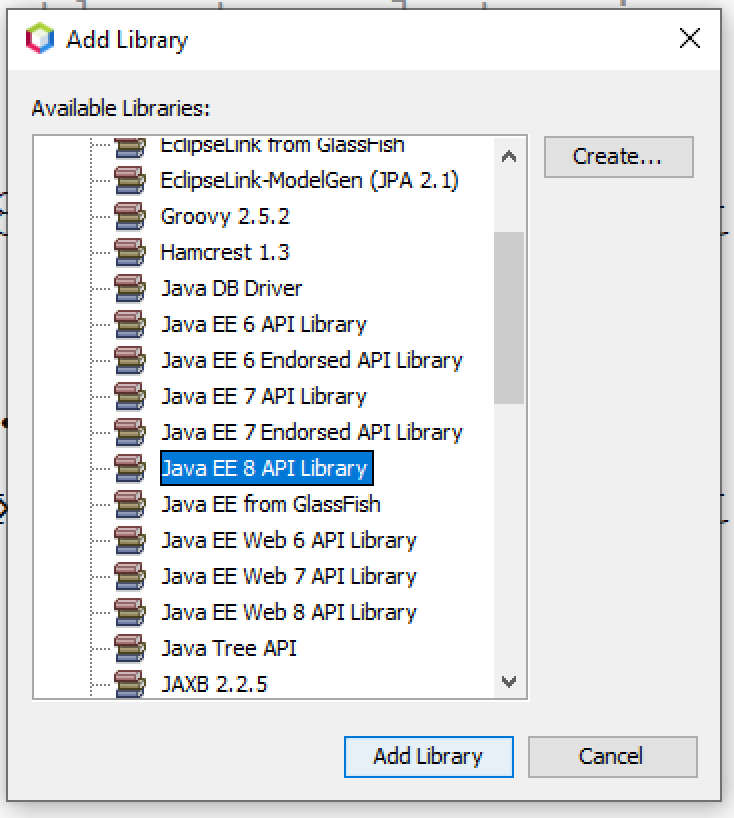 Add Library
Available Libraries:
EclipseLink from GlassFish
Create...
EclipseLink-ModelGen (JPA 2.1)
Groovy 2.5.2
Hamcrest 1.3
Java DB Driver
Java EE 6 API Library
Java EE 6 Endorsed API Library
Java EE 7 API Library
Java EE 7 Endorsed API Library
Java EE 8 API Library
Java EE from GlassFish
Java EE Web 6 API Library
Java EE Web 7 API Library
Java EE Web 8 API Library
Java Tree API
JAXB 2.2.5
Add Library
Cancel